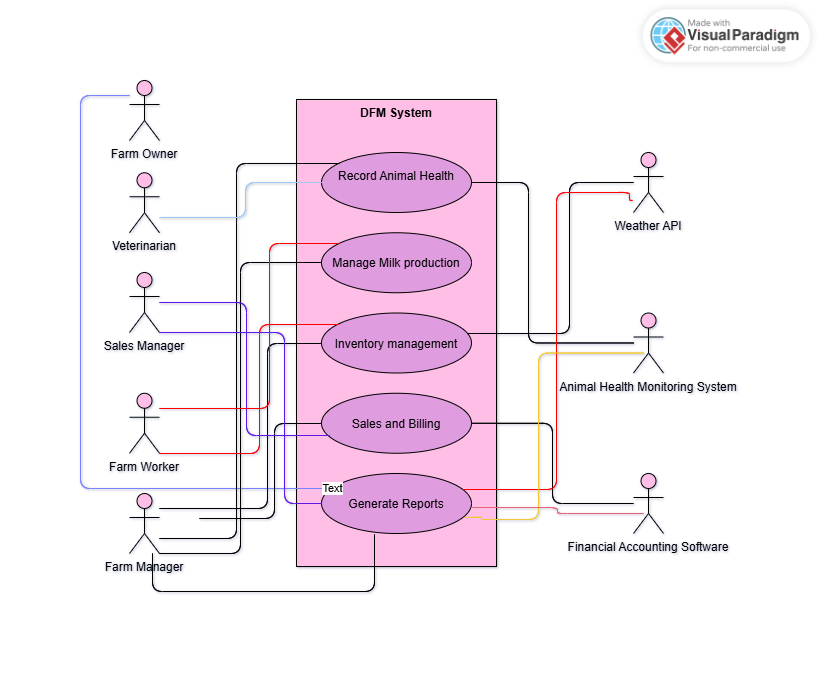 Made with
VisualParadigm
For non-commercial use
DFM System
Farm Owner
Record Animal Health
Veterinarian
Weather API
Manage Milk production
Sales Manager
Inventory management
Animal Health Monitoring System
Sales and Billing
Farm Worker
Text
Generate Reports
Financial Accounting Software
Farm Manager